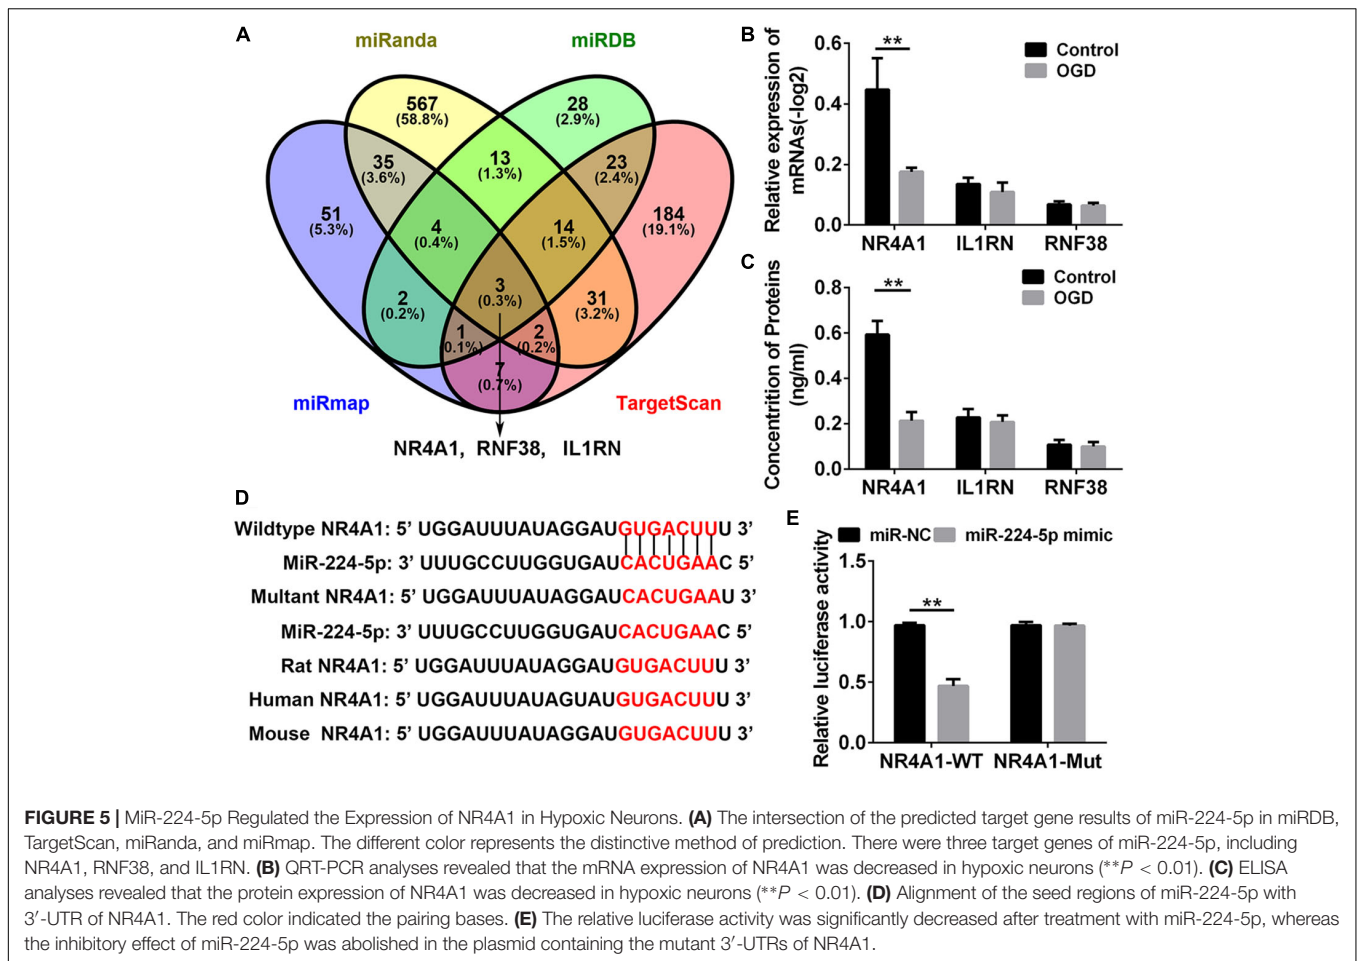 A
miRanda
miRDB
567
(58.8%)
28
(2.9%)
35
(3.6%)
13
(1.3%)
23
(2.4%)
51
(5.3%)
4
(0.4%)
14
(1.5%)
184
(19.1%)
2
(0.2%)
3
(0.3%)
31
(3.2%)
1
(0.1%)
2
(0.2%)
7
(0.7%)
miRmap
TargetScan
NR4A1, RNF38, IL1RN
B
Relative expression of
mRNAs(-log2)
0.6
0.4
0.2
0.0
**
Control
OGD
NR4A1 IL1RN RNF38
C
Concentrition of Proteins
(ng/ml)
0.8
0.6
0.4
0.2
0.0
**
Control
OGD
NR4A1 IL1RN RNF38
D
Wildtype NR4A1: 5’ UGGAUUUAUAGGAUGUGACUUU 3’
MiR-224-5p: 3’ UUUGCCUUGGUGAUCACUGAAC 5’
Multant NR4A1: 5’ UGGAUUUAUAGGAUCACUGAAU 3’
MiR-224-5p: 3’ UUUGCCUUGGUGAUCACUGAAC 5’
Rat NR4A1: 5’ UGGAUUUAUAGGAUGUGACUUU 3’
Human NR4A1: 5’ UGGAUUUAUAGUAUGUGACUUU 3’
Mouse NR4A1: 5’ UGGAUUUAUAGGAUGUGACUUU 3’
E
miR-NC miR-224-5p mimic
Relative luciferase activity
1.5
1.0
0.5
0.0
**
NR4A1-WT NR4A1-Mut
FIGURE 5 | MiR-224-5p Regulated the Expression of NR4A1 in Hypoxic Neurons. (A) The intersection of the predicted target gene results of miR-224-5p in miRDB,
TargetScan, miRanda, and miRmap. The different color represents the distinctive method of prediction. There were three target genes of miR-224-5p, including
NR4A1, RNF38, and IL1RN. (B) QRT-PCR analyses revealed that the mRNA expression of NR4A1 was decreased in hypoxic neurons (**P < 0.01). (C) ELISA
analyses revealed that the protein expression of NR4A1 was decreased in hypoxic neurons (**P < 0.01). (D) Alignment of the seed regions of miR-224-5p with
3′-UTR of NR4A1. The red color indicated the pairing bases. (E) The relative luciferase activity was significantly decreased after treatment with miR-224-5p, whereas
the inhibitory effect of miR-224-5p was abolished in the plasmid containing the mutant 3′-UTRs of NR4A1.